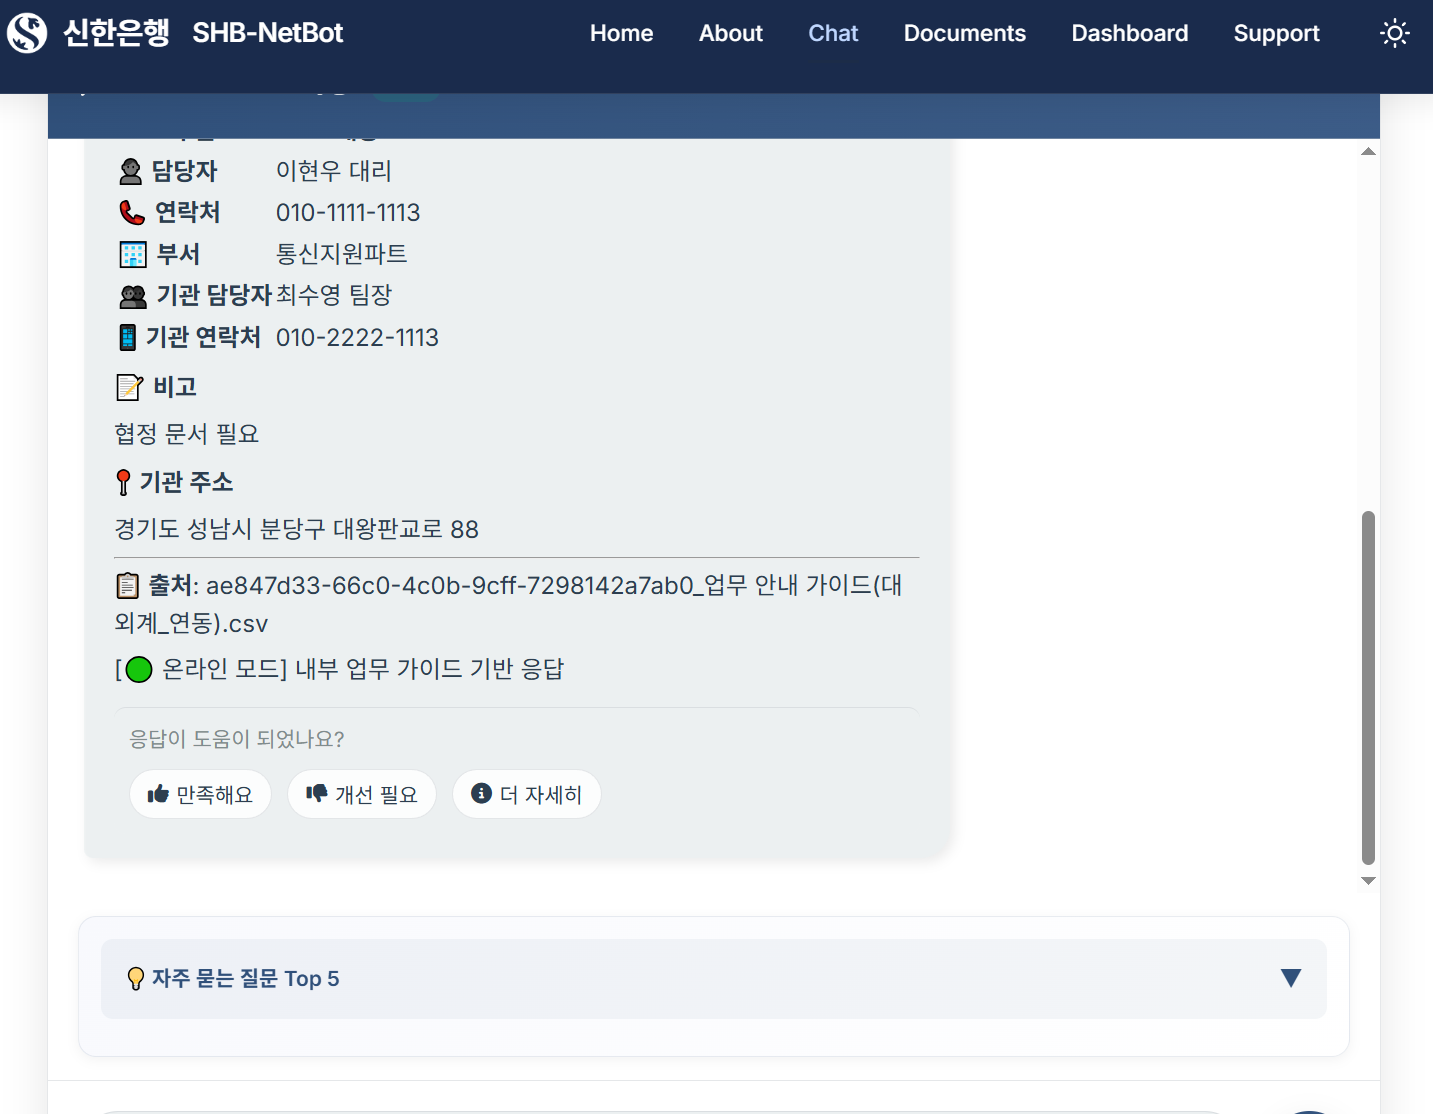 신한은행 SHB-NetBot Home About Chat Documents Dashboard Support
담당자 이현우 대리
연락처 010-1111-1113
부서 통신지원파트
기관 담당자 최수영 팀장
기관 연락처 010-2222-1113
비고
협정 문서 필요
기관 주소
경기도 성남시 분당구 대왕판교로 88
출처: ae847d33-66c0-4c0b-9cff-7298142a7ab0_업무 안내 가이드(대
외계_연동).csv
[🟢 온라인 모드] 내부 업무 가이드 기반 응답
응답이 도움이 되었나요?
만족해요 개선 필요 더 자세히
자주 묻는 질문 Top 5